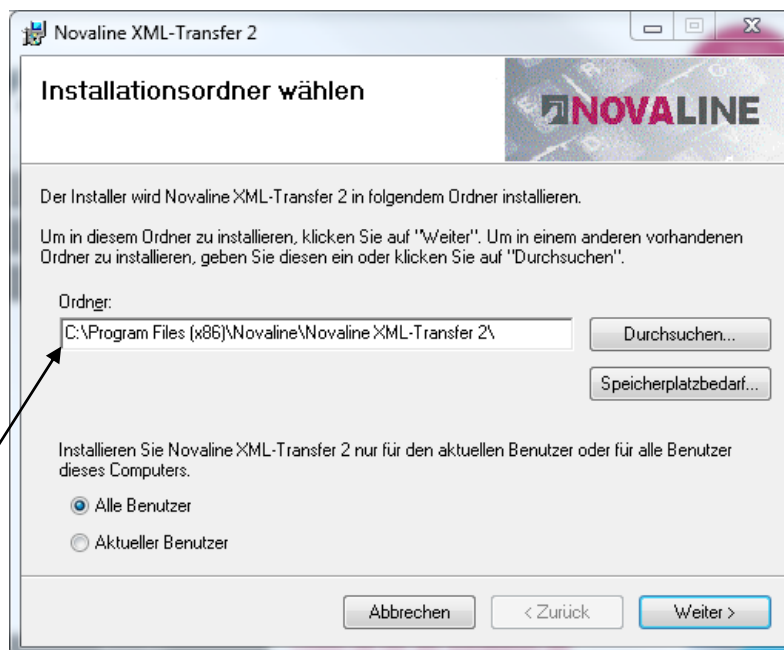 Novaline XML-Transfer 2
Installationsordner wählen
NOVALINE
Der Installer wird Novaline XML-Transfer 2 in folgendem Ordner installieren.
Um in diesem Ordner zu installieren, klicken Sie auf "Weiter". Um in einem anderen vorhandenen
Ordner zu installieren, geben Sie diesen ein oder klicken Sie auf "Durchsuchen".
Ordner:
C:\Program Files (x86)\Novaline\Novaline XML-Transfer 2\
Durchsuchen...
Speicherplatzbedarf...
Installieren Sie Novaline XML-Transfer 2 nur für den aktuellen Benutzer oder für alle Benutzer
dieses Computers.
Alle Benutzer
Aktueller Benutzer
Abbrechen
< Zurück
Weiter >